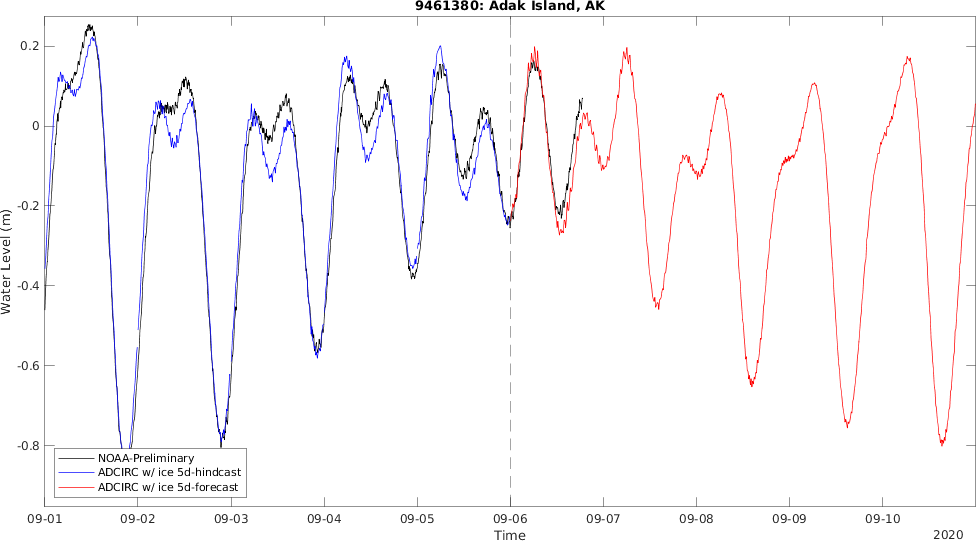 9461380: Adak Island, AK
0.2
0
-0.2
-0.4
-0.6
-0.8
Water Level (m)
NOAA-Preliminary
ADCIRC w/ ice 5d-hindcast
ADCIRC w/ ice 5d-forecast
09-01 09-02 09-03 09-04 09-05 09-06 09-07 09-08 09-09 09-10
Time
2020